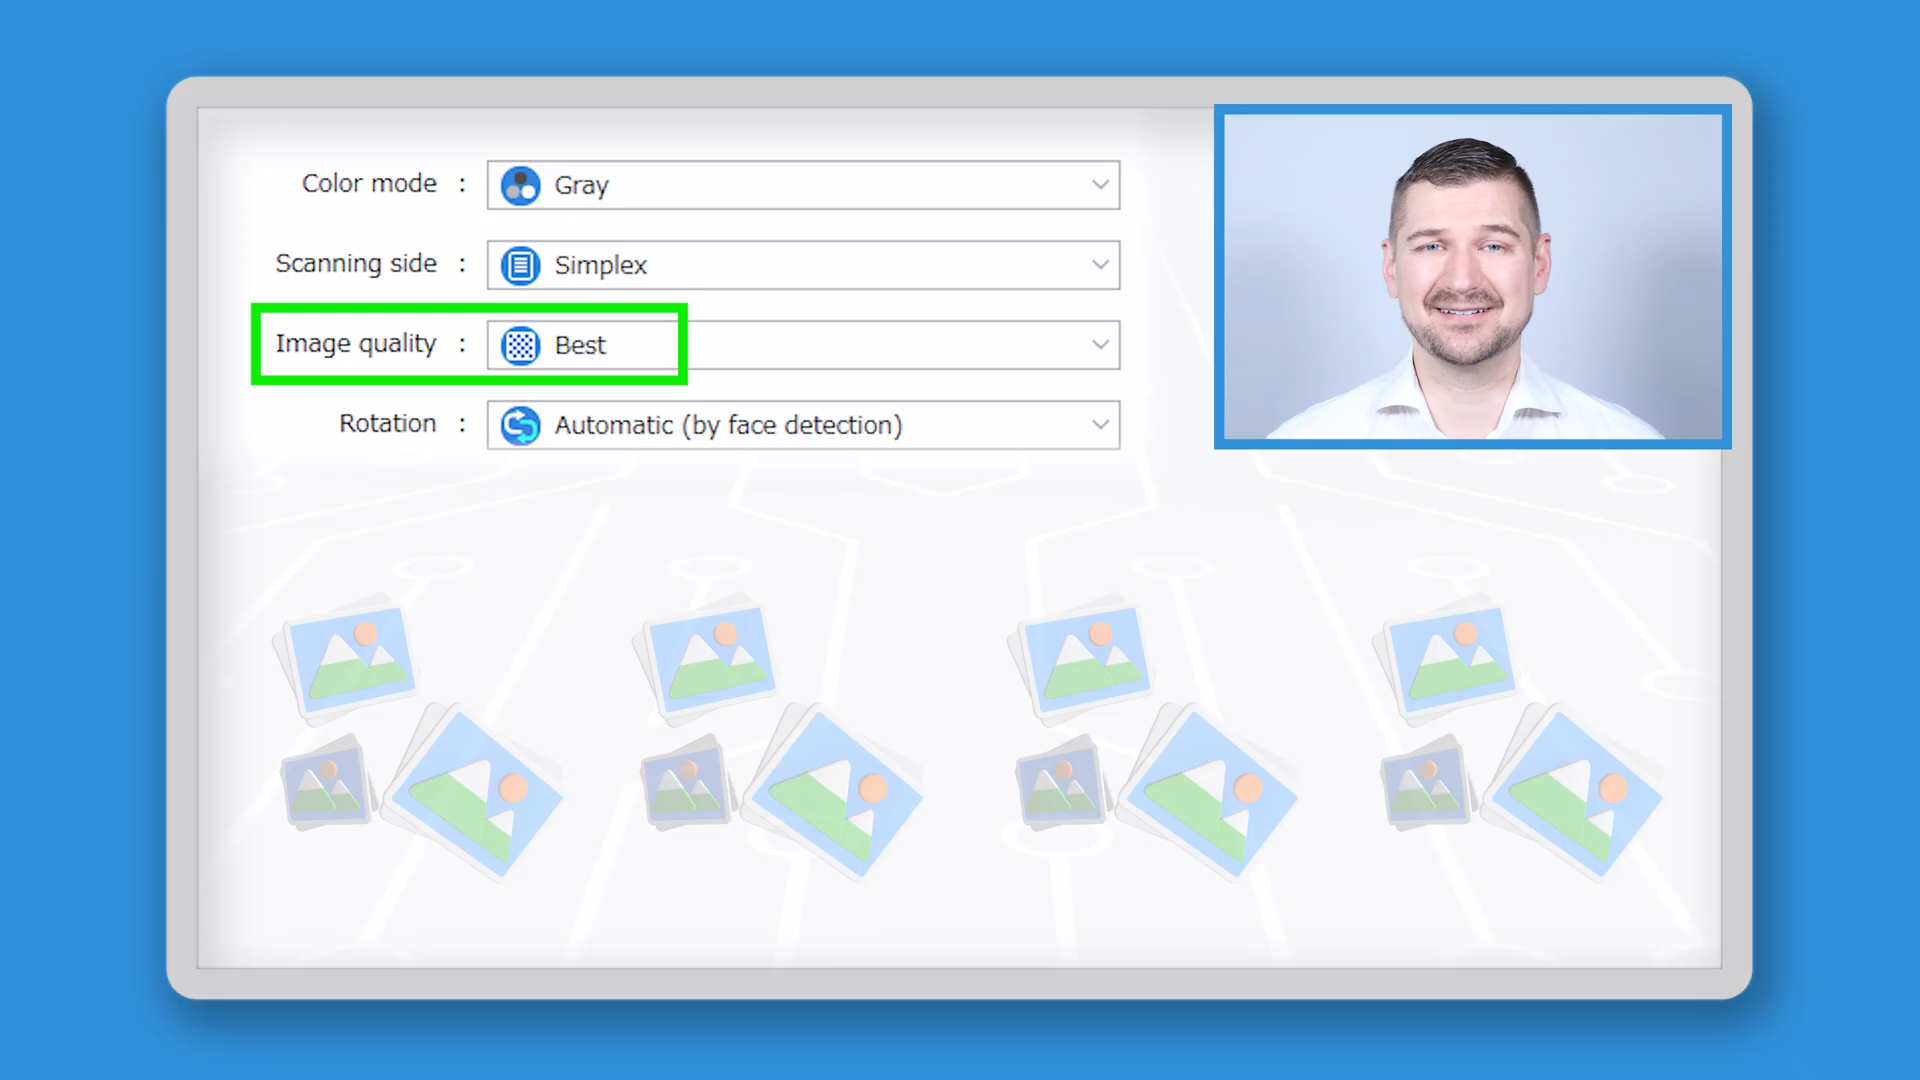 Color mode : Gray
Scanning side : Simplex
Image quality : Best
Rotation : Automatic (by face detection)